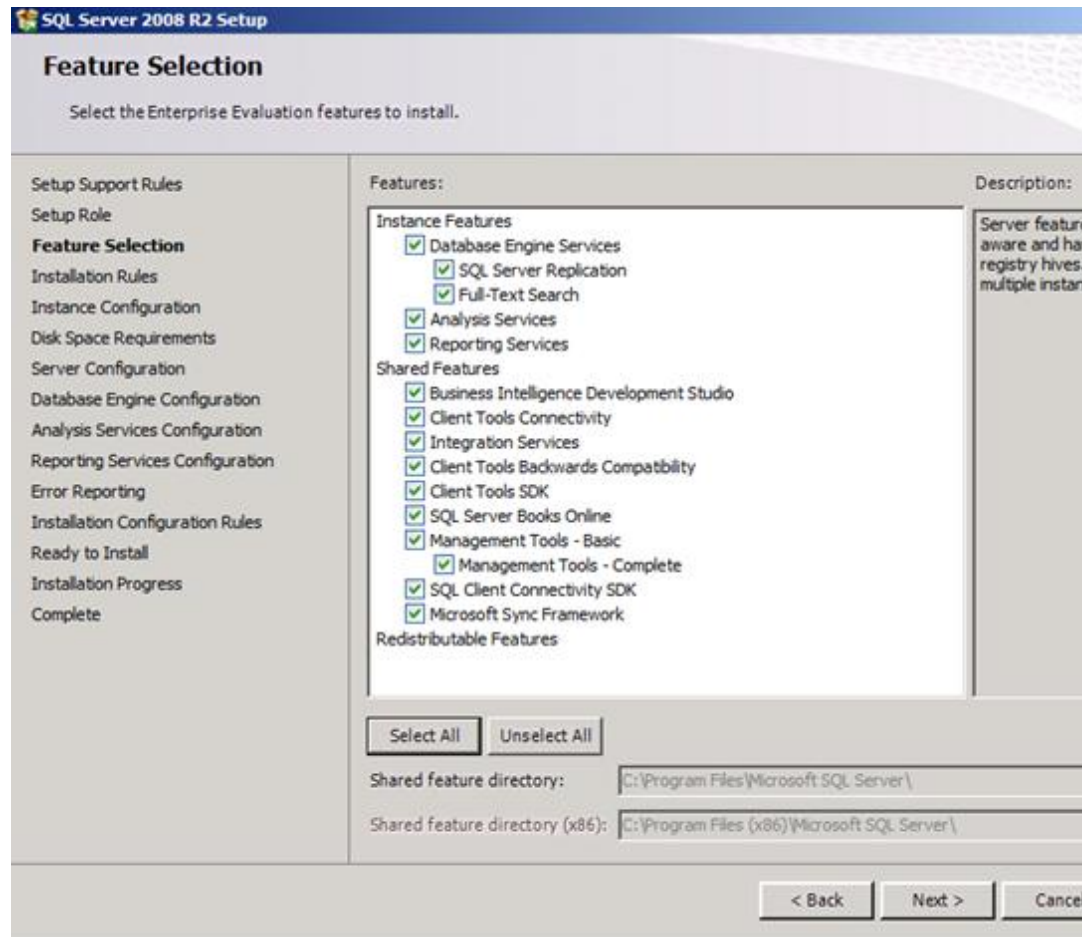 SQL Server 2008 R2 Setup
Feature Selection
Select the Enterprise Evaluation features to install.
Setup Support Rules
Setup Role
Feature Selection
Installation Rules
Instance Configuration
Disk Space Requirements
Server Configuration
Database Engine Configuration
Analysis Services Configuration
Reporting Services Configuration
Error Reporting
Installation Configuration Rules
Ready to Install
Installation Progress
Complete
Features:
Instance Features
Database Engine Services
SQL Server Replication
Full-Text Search
Analysis Services
Reporting Services
Shared Features
Business Intelligence Development Studio
Client Tools Connectivity
Integration Services
Client Tools Backwards Compatibility
Client Tools SDK
SQL Server Books Online
Management Tools - Basic
Management Tools - Complete
SQL Client Connectivity SDK
Microsoft Sync Framework
Redistributable Features
Description:
Server featur
aware and ha
registry hives
multiple instan
Select All
Unselect All
Shared feature directory: C:\Program Files\Microsoft SQL Server\
Shared feature directory (x86): C:\Program Files (x86)\Microsoft SQL Server\
< Back
Next >
Cance